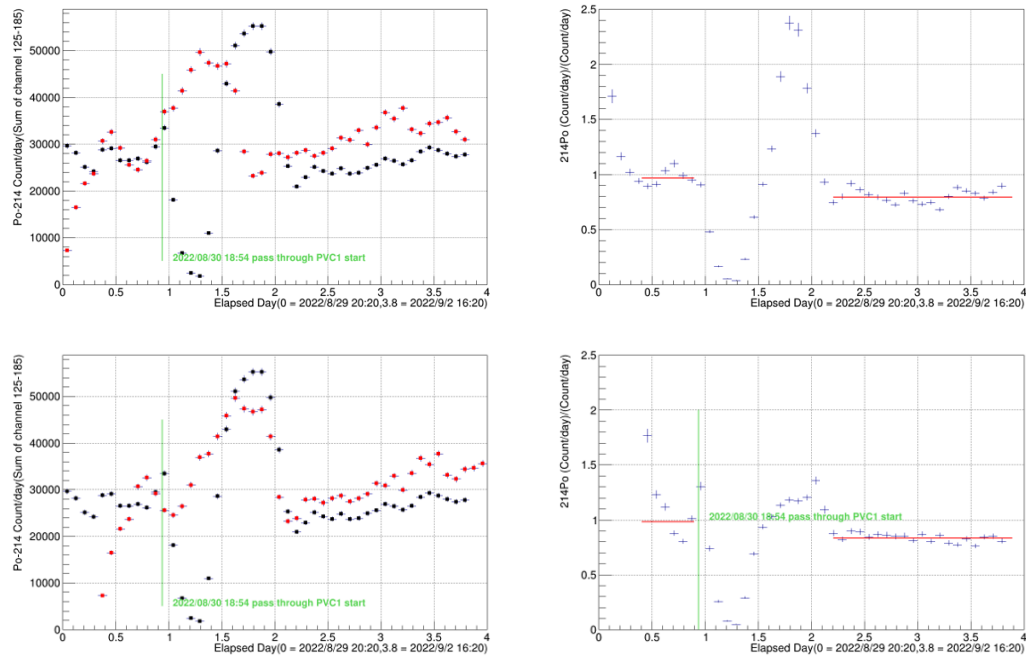 Po-214 Count/day(Sum of channel 125-185)
50000
40000
30000
20000
10000
0
2022/08/30 18:54 pass through PVC1 start
0 0.5 1 1.5 2 2.5 3 3.5 4
Elapsed Day(0 = 2022/8/29 20:20,3.8 = 2022/9/2 16:20)
214Po (Count/day)/(Count/day)
2.5
2
1.5
1
0.5
0
0 0.5 1 1.5 2 2.5 3 3.5 4
Elapsed Day(0 = 2022/8/29 20:20,3.8 = 2022/9/2 16:20)
Po-214 Count/day(Sum of channel 125-185)
50000
40000
30000
20000
10000
0
2022/08/30 18:54 pass through PVC1 start
0 0.5 1 1.5 2 2.5 3 3.5 4
Elapsed Day(0 = 2022/8/29 20:20,3.8 = 2022/9/2 16:20)
214Po (Count/day)/(Count/day)
2.5
2
1.5
1
0.5
0
2022/08/30 18:54 pass through PVC1 start
0 0.5 1 1.5 2 2.5 3 3.5 4
Elapsed Day(0 = 2022/8/29 20:20,3.8 = 2022/9/2 16:20)